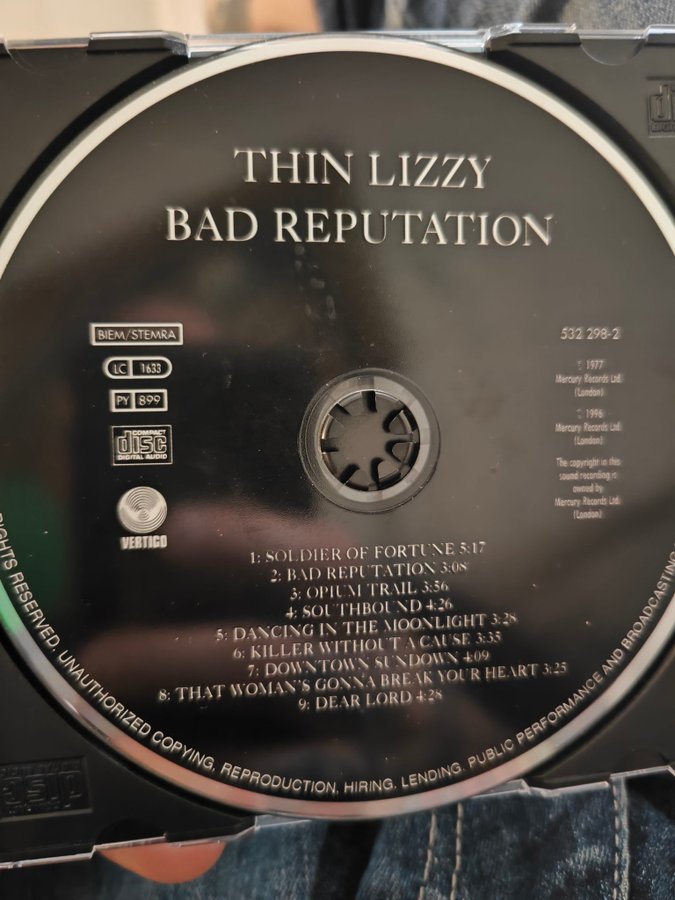 THIN LIZZY
BAD REPUTATION
BIEM/STEMRA
LC 1633
PY 899
COMPACT
disc
DIGITAL AUDIO
VERTIGO
532 298-2
℗ 1977
Mercury Records Ltd.
(London)
© 1996
Mercury Records Ltd.
(London)
The copyright in this
sound recording is
owned by
Mercury Records Ltd.
(London)
1: SOLDIER OF FORTUNE 5:17
2: BAD REPUTATION 3:08
3: OPIUM TRAIL 3:56
4: SOUTHBOUND 4:26
5: DANCING IN THE MOONLIGHT 3:28
6: KILLER WITHOUT A CAUSE 3:35
7: DOWNTOWN SUNDOWN 4:09
8: THAT WOMAN'S GONNA BREAK YOUR HEART 3:25
9: DEAR LORD 4:28
RIGHTS RESERVED. UNAUTHORIZED COPYING, REPRODUCTION, HIRING, LENDING, PUBLIC PERFORMANCE AND BROADCASTING